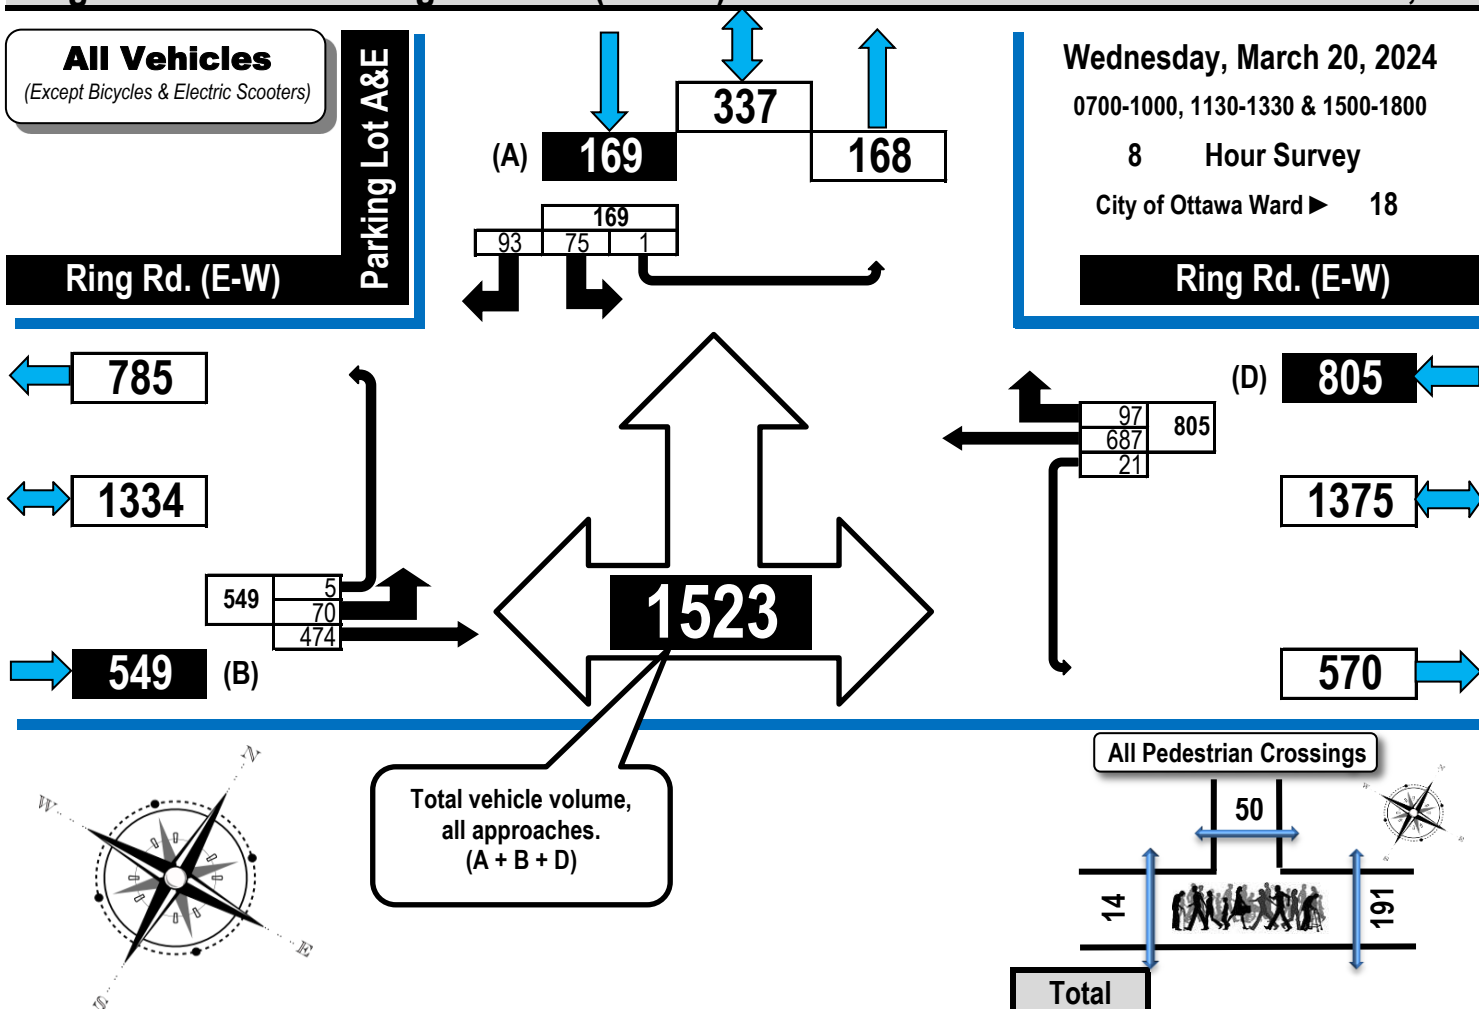 All Vehicles
(Except Bicycles & Electric Scooters)
Parking Lot A&E
Ring Rd. (E-W)
337
(A) 169 168
169
93 75 1
Wednesday, March 20, 2024
0700-1000, 1130-1330 & 1500-1800
8 Hour Survey
City of Ottawa Ward ► 18
Ring Rd. (E-W)
785
(D) 805
97
687
21
805
1334
1375
549
5
70
474
1523
549 (B)
570
Total vehicle volume,
all approaches.
(A + B + D)
N
W
E
S
All Pedestrian Crossings
50
14
191
Total